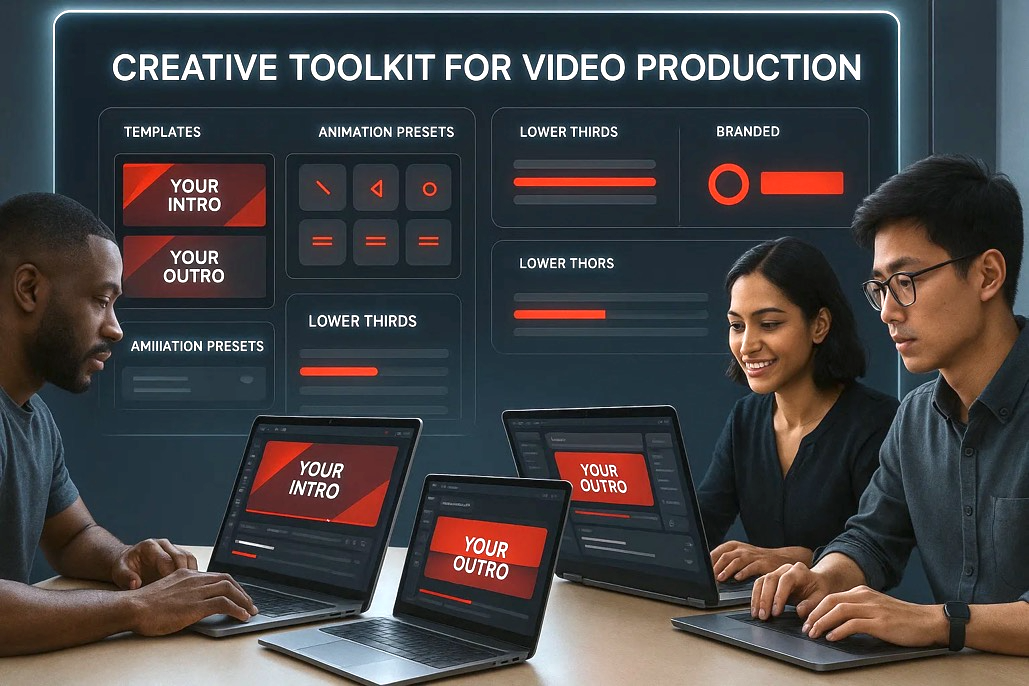 CREATIVE TOOLKIT FOR VIDEO PRODUCTION
TEMPLATES
YOUR
INTRO
YOUR
OUTRO
AMIIIATION PRESETS
ANIMATION PRESETS
LOWER THIRDS
LOWER THIRDS
BRANDED
LOWER THORS
YOUR
INTRO
YOUR
OUTRO
YOUR
OUTRO